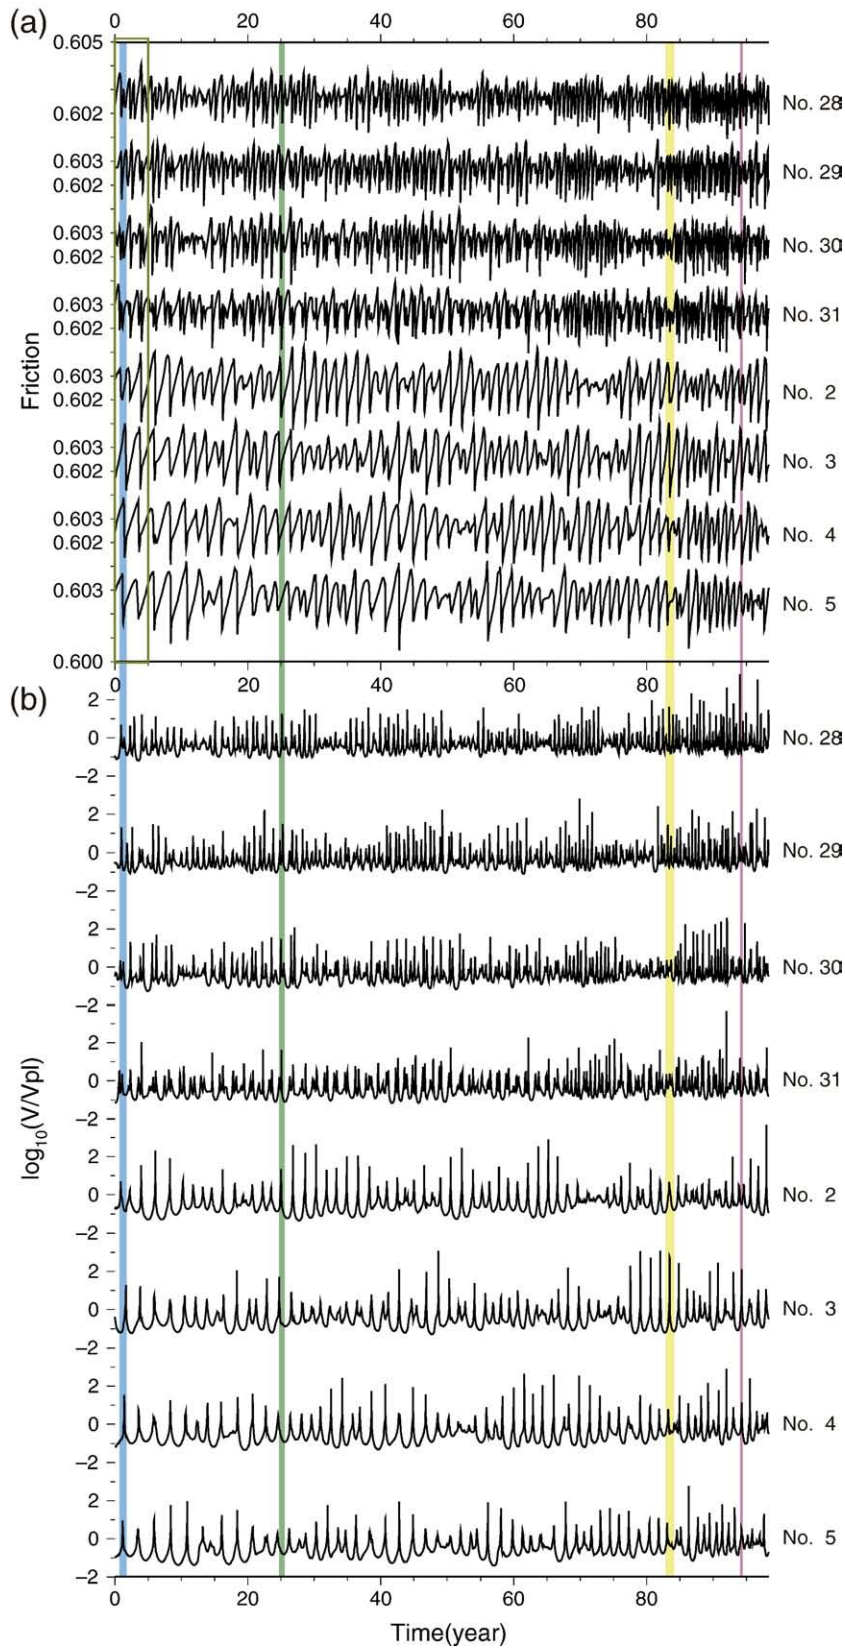 (a)
0 20 40 60 80
0.605
0.602 No. 28
0.603
0.602 No. 29
0.603
0.602 No. 30
0.603
0.602 No. 31
0.603
0.602 No. 2
0.603
0.602 No. 3
0.603
0.602 No. 4
0.603 No. 5
0.600
Friction
0 20 40 60 80
(b)
2
0 No. 28
−2
2
0 No. 29
−2
2
0 No. 30
−2
2
0 No. 31
−2
2
0 No. 2
−2
2
0 No. 3
−2
2
0 No. 4
−2
2
0 No. 5
−2
log10(V/Vpl)
0 20 40 60 80
Time(year)